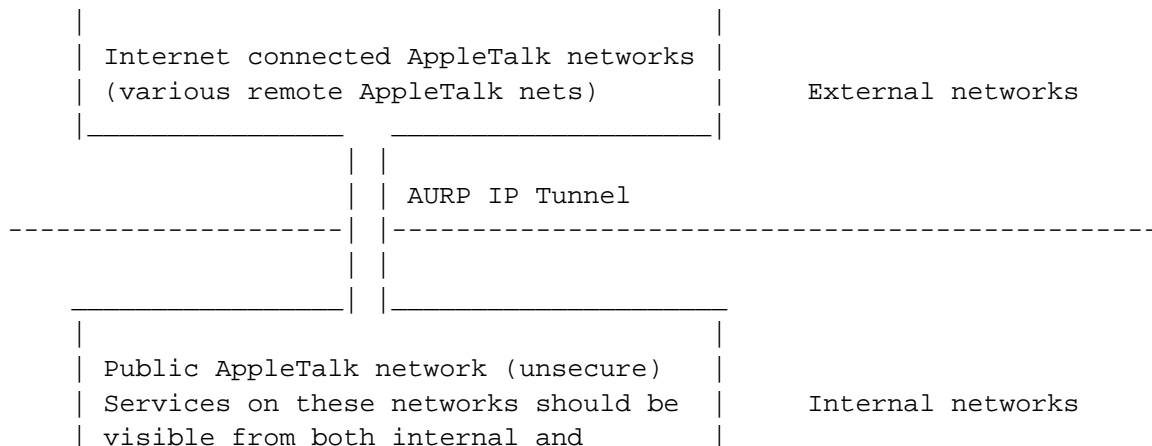 Internet connected AppleTalk networks
(various remote AppleTalk nets) External networks
AURP IP Tunnel
Public AppleTalk network (unsecure)
Services on these networks should be Internal networks
visible from both internal and